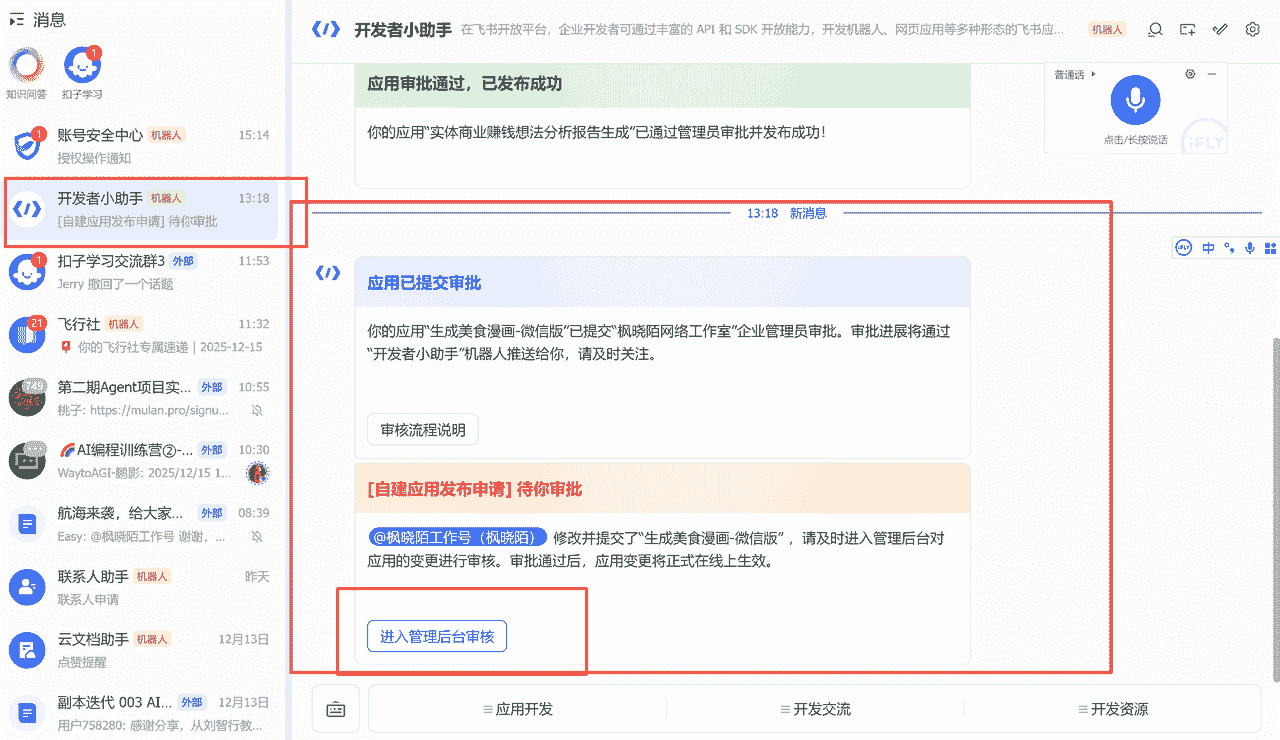 消息
知识问答
1
扣子学习
1
账号安全中心 机器人 15:14
授权操作通知
开发者小助手 机器人 13:18
[自建应用发布申请] 待你审批
1
扣子学习交流群3 外部 11:53
Jerry 撤回了一个话题
21
飞行社 机器人 11:32
你的飞行社专属速递 | 2025-12-15
749
第二期Agent项目实... 外部 10:55
桃子: https://mulan.pro/signu...
AI编程训练营②-... 外部 10:30
WaytoAGI-鹏影: 2025/12/15 1...
航海来袭，给大家... 外部 08:39
Easy: @枫晓陌工作号 谢谢，...
联系人助手 机器人 昨天
联系人申请
云文档助手 机器人 12月13日
点赞提醒
副本迭代 003 AI... 外部 12月13日
用户758280: 感谢分享，从刘智行教...
开发者小助手 在飞书开放平台，企业开发者可通过丰富的 API 和 SDK 开放能力，开发机器人、网页应用等多种形态的飞书应... 机器人
应用审批通过，已发布成功
你的应用“实体商业赚钱想法分析报告生成”已通过管理员审批并发布成功！
普通话
点击/长按说话
iFLY
13:18 新消息
iFLY 中
应用已提交审批
你的应用“生成美食漫画-微信版”已提交“枫晓陌网络工作室”企业管理员审批。审批进展将通过
“开发者小助手”机器人推送给你，请及时关注。
审核流程说明
[自建应用发布申请] 待你审批
@枫晓陌工作号（枫晓陌） 修改并提交了“生成美食漫画-微信版” ，请及时进入管理后台对
应用的变更进行审核。审批通过后，应用变更将正式在线上生效。
进入管理后台审核
应用开发
开发交流
开发资源